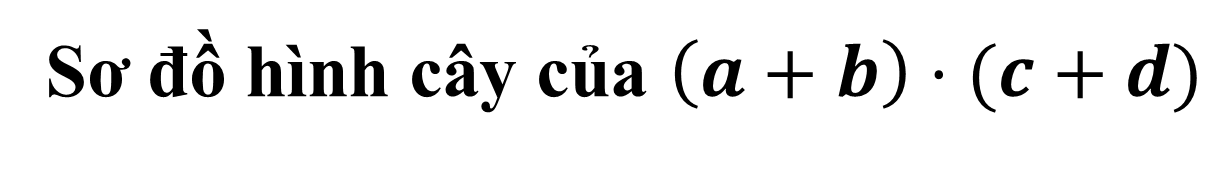 Sơ đồ hình cây của (a + b) · (c + d)